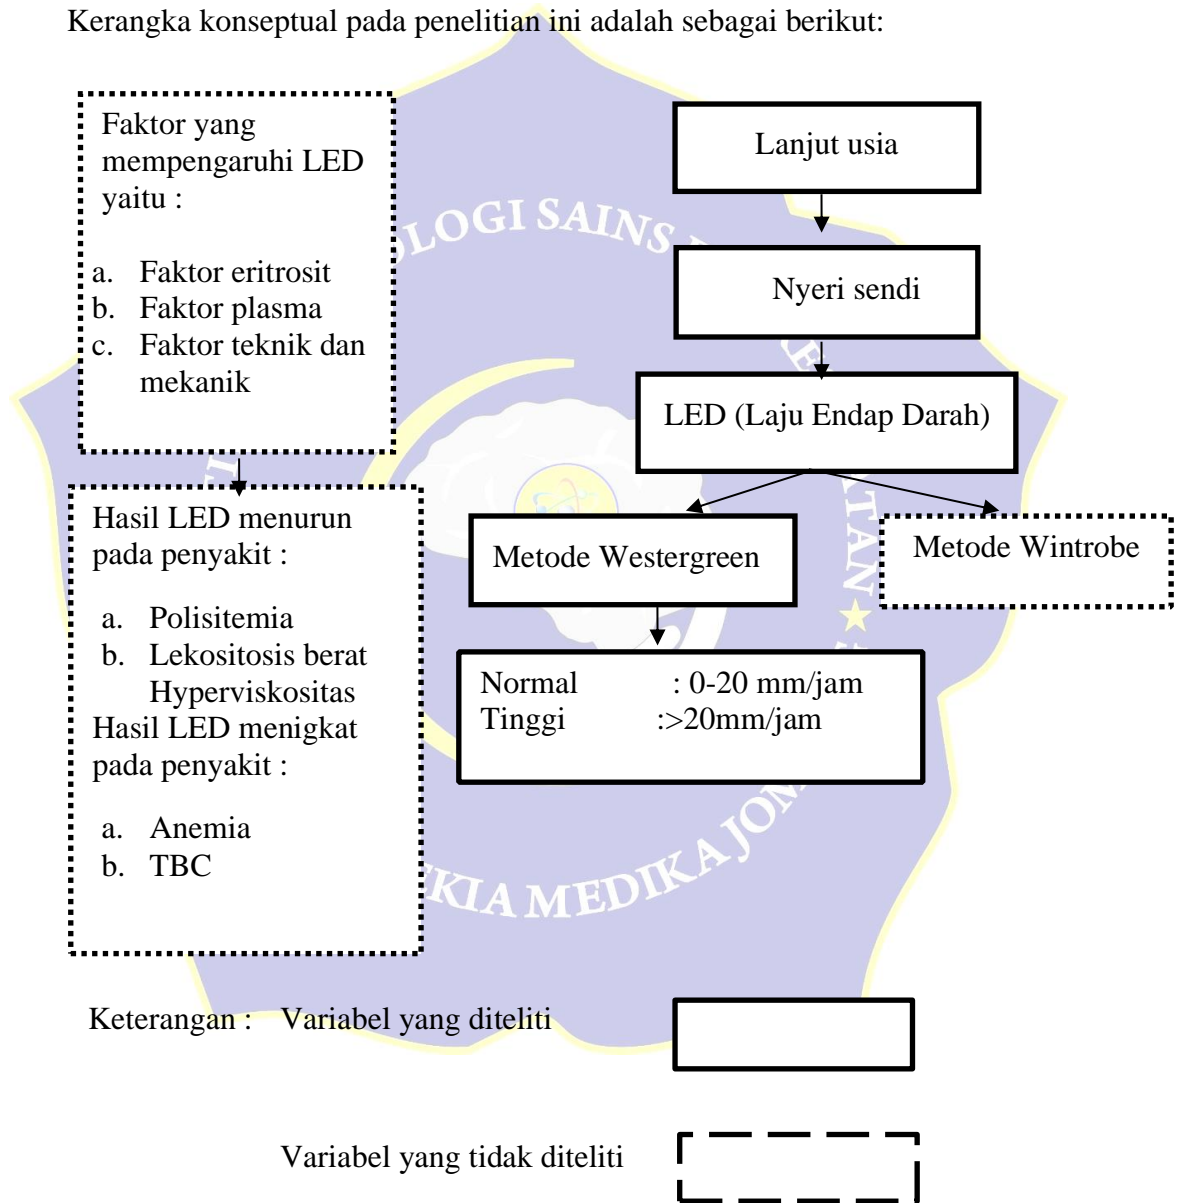 Kerangka konseptual pada penelitian ini adalah sebagai berikut:
Faktor yang
mempengaruhi LED
yaitu :
a. Faktor eritrosit
b. Faktor plasma
c. Faktor teknik dan
mekanik
Hasil LED menurun
pada penyakit :
a. Polisitemia
b. Lekositosis berat
Hyperviskositas
Hasil LED menigkat
pada penyakit :
a. Anemia
b. TBC
Lanjut usia
Nyeri sendi
LED (Laju Endap Darah)
Metode Westergreen
Metode Wintrobe
Normal : 0-20 mm/jam
Tinggi :>20mm/jam
Keterangan : Variabel yang diteliti
Variabel yang tidak diteliti
SAINS
MEDIKA